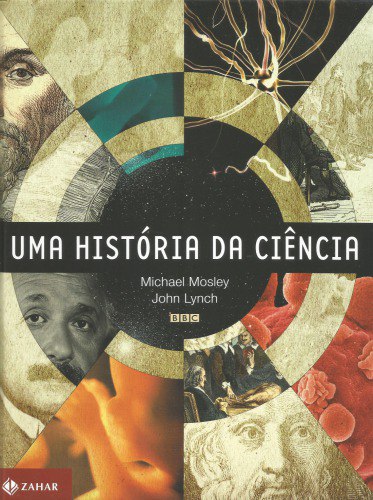 UMA HISTÓRIA DA CIÊNCIA
Michael Mosley
John Lynch
BBC
ZAHAR